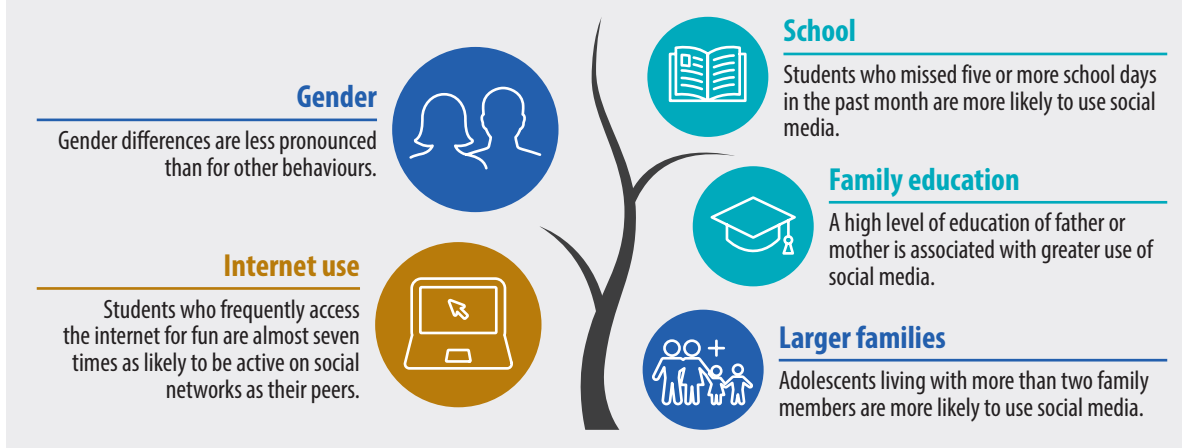 Gender
Gender differences are less pronounced
than for other behaviours.
Internet use
Students who frequently access
the internet for fun are almost seven
times as likely to be active on social
networks as their peers.
School
Students who missed five or more school days
in the past month are more likely to use social
media.
Family education
A high level of education of father or
mother is associated with greater use of
social media.
Larger families
Adolescents living with more than two family
members are more likely to use social media.